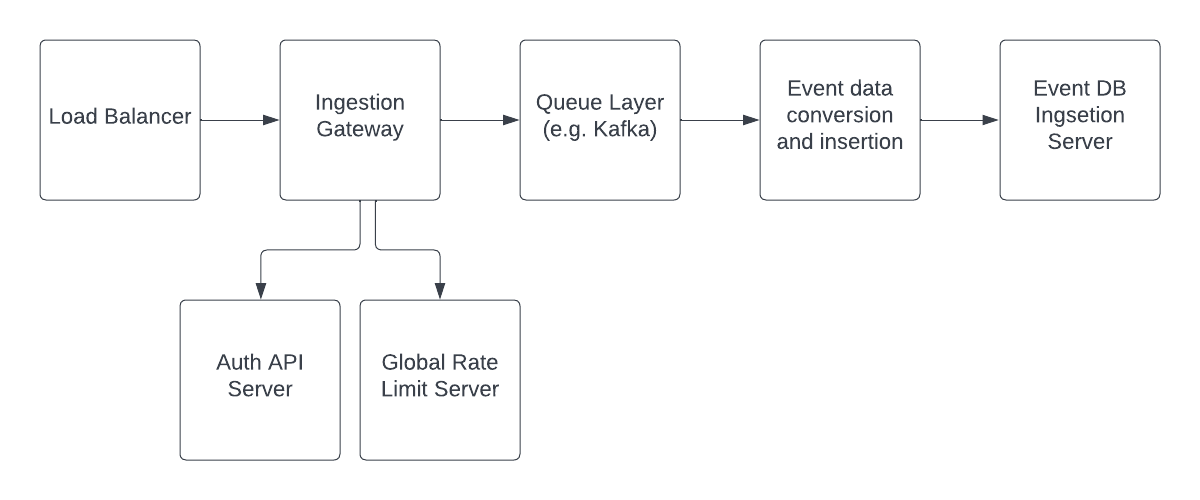 Load Balancer
Ingestion
Gateway
Queue Layer
(e.g. Kafka)
Event data
conversion
and insertion
Event DB
Ingsetion
Server
Auth API
Server
Global Rate
Limit Server